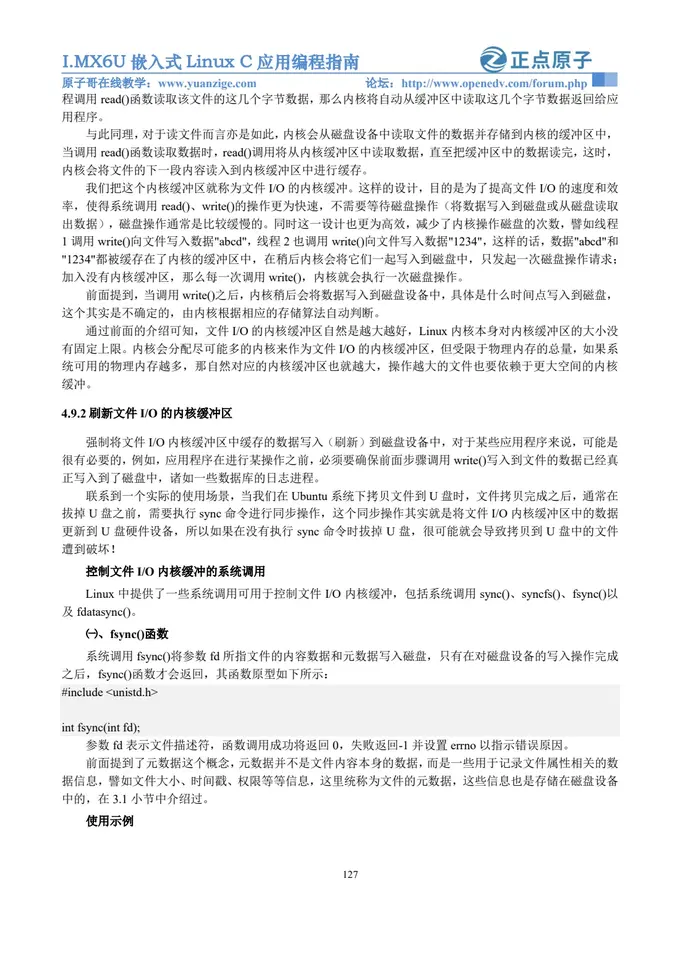 I.MX6U 嵌入式 Linux C 应用编程指南
正点原子
原子哥在线教学：www.yuanzige.com 论坛：http://www.openedv.com/forum.php
程调用 read()函数读取该文件的这几个字节数据，那么内核将自动从缓冲区中读取这几个字节数据返回给应
用程序。
与此同理，对于读文件而言亦是如此，内核会从磁盘设备中读取文件的数据并存储到内核的缓冲区中，
当调用 read()函数读取数据时，read()调用将从内核缓冲区中读取数据，直至把缓冲区中的数据读完，这时，
内核会将文件的下一段内容读入到内核缓冲区中进行缓存。
我们把这个内核缓冲区就称为文件 I/O 的内核缓冲。这样的设计，目的是为了提高文件 I/O 的速度和效
率，使得系统调用 read()、write()的操作更为快速，不需要等待磁盘操作（将数据写入到磁盘或从磁盘读取
出数据），磁盘操作通常是比较缓慢的。同时这一设计也更为高效，减少了内核操作磁盘的次数，譬如线程
1 调用 write()向文件写入数据"abcd"，线程 2 也调用 write()向文件写入数据"1234"，这样的话，数据"abcd"和
"1234"都被缓存在了内核的缓冲区中，在稍后内核会将它们一起写入到磁盘中，只发起一次磁盘操作请求；
加入没有内核缓冲区，那么每一次调用 write()，内核就会执行一次磁盘操作。
前面提到，当调用 write()之后，内核稍后会将数据写入到磁盘设备中，具体是什么时间点写入到磁盘，
这个其实是不确定的，由内核根据相应的存储算法自动判断。
通过前面的介绍可知，文件 I/O 的内核缓冲区自然是越大越好，Linux 内核本身对内核缓冲区的大小没
有固定上限。内核会分配尽可能多的内核来作为文件 I/O 的内核缓冲区，但受限于物理内存的总量，如果系
统可用的物理内存越多，那自然对应的内核缓冲区也就越大，操作越大的文件也要依赖于更大空间的内核
缓冲。
4.9.2 刷新文件 I/O 的内核缓冲区
强制将文件 I/O 内核缓冲区中缓存的数据写入（刷新）到磁盘设备中，对于某些应用程序来说，可能是
很有必要的，例如，应用程序在进行某操作之前，必须要确保前面步骤调用 write()写入到文件的数据已经真
正写入到了磁盘中，诸如一些数据库的日志进程。
联系到一个实际的使用场景，当我们在 Ubuntu 系统下拷贝文件到 U 盘时，文件拷贝完成之后，通常在
拔掉 U 盘之前，需要执行 sync 命令进行同步操作，这个同步操作其实就是将文件 I/O 内核缓冲区中的数据
更新到 U 盘硬件设备，所以如果在没有执行 sync 命令时拔掉 U 盘，很可能就会导致拷贝到 U 盘中的文件
遭到破坏！
控制文件 I/O 内核缓冲的系统调用
Linux 中提供了一些系统调用可用于控制文件 I/O 内核缓冲，包括系统调用 sync()、syncfs()、fsync()以
及 fdatasync()。
㈠、fsync()函数
系统调用 fsync()将参数 fd 所指文件的内容数据和元数据写入磁盘，只有在对磁盘设备的写入操作完成
之后，fsync()函数才会返回，其函数原型如下所示：
#include <unistd.h>
int fsync(int fd);
参数 fd 表示文件描述符，函数调用成功将返回 0，失败返回-1 并设置 errno 以指示错误原因。
前面提到了元数据这个概念，元数据并不是文件内容本身的数据，而是一些用于记录文件属性相关的数
据信息，譬如文件大小、时间戳、权限等等信息，这里统称为文件的元数据，这些信息也是存储在磁盘设备
中的，在 3.1 小节中介绍过。
使用示例
127